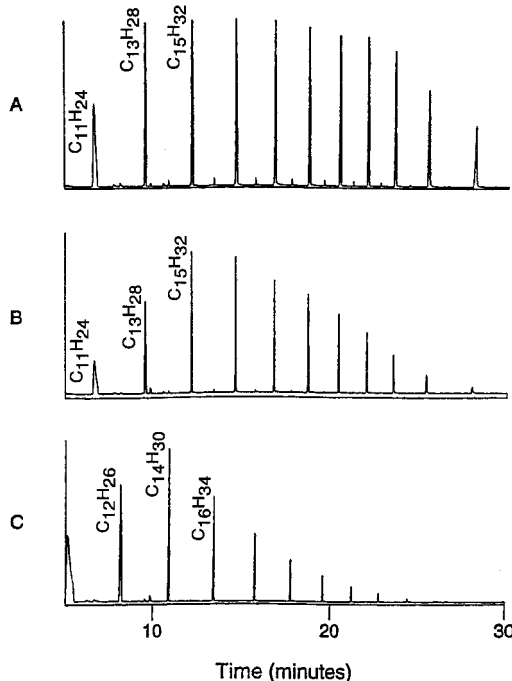 A
C11H24
C13H28
C15H32
B
C11H24
C13H28
C15H32
C
C12H26
C14H30
C16H34
10
20
30
Time (minutes)